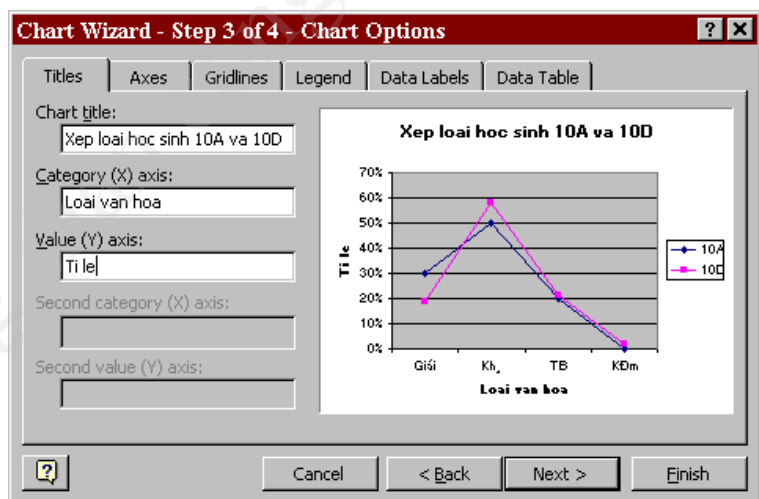 Chart Wizard - Step 3 of 4 - Chart Options
Titles
Axes
Gridlines
Legend
Data Labels
Data Table
Chart title:
Xep loai hoc sinh 10A va 10D
Category (X) axis:
Loai van hoa
Value (Y) axis:
Ti le
Second category (X) axis:
Second value (Y) axis:
Xep loai hoc sinh 10A va 10D
70%
60%
50%
40%
30%
20%
10%
0%
Ti le
Giái
Kh¸
TB
KÐm
Loai van hoa
10A
10D
Cancel
< Back
Next >
Finish